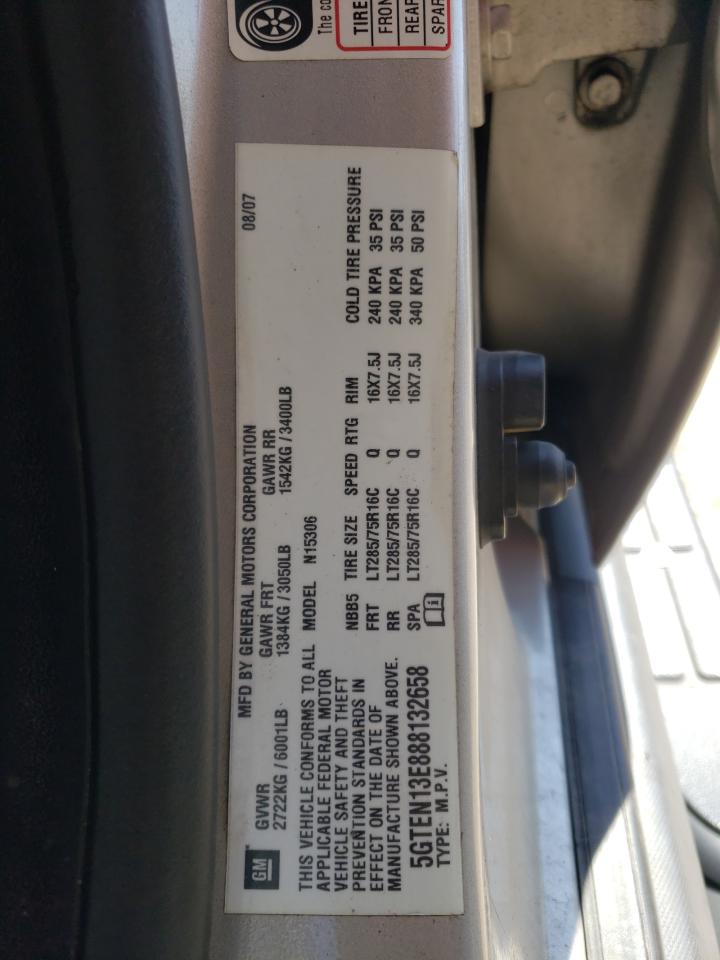 The co
TIRE
FRON
REAR
SPAR
MFD BY GENERAL MOTORS CORPORATION 08/07
GM GVWR GAWR FRT GAWR RR
2722KG / 6001LB 1384KG / 3050LB 1542KG / 3400LB
THIS VEHICLE CONFORMS TO ALL MODEL N15306
APPLICABLE FEDERAL MOTOR
VEHICLE SAFETY AND THEFT
PREVENTION STANDARDS IN
EFFECT ON THE DATE OF
MANUFACTURE SHOWN ABOVE.
NBB5 TIRE SIZE SPEED RTG RIM COLD TIRE PRESSURE
FRT LT285/75R16C Q 16X7.5J 240 KPA 35 PSI
RR LT285/75R16C Q 16X7.5J 240 KPA 35 PSI
SPA LT285/75R16C Q 16X7.5J 340 KPA 50 PSI
5GTEN13E888132658
TYPE: M.P.V.